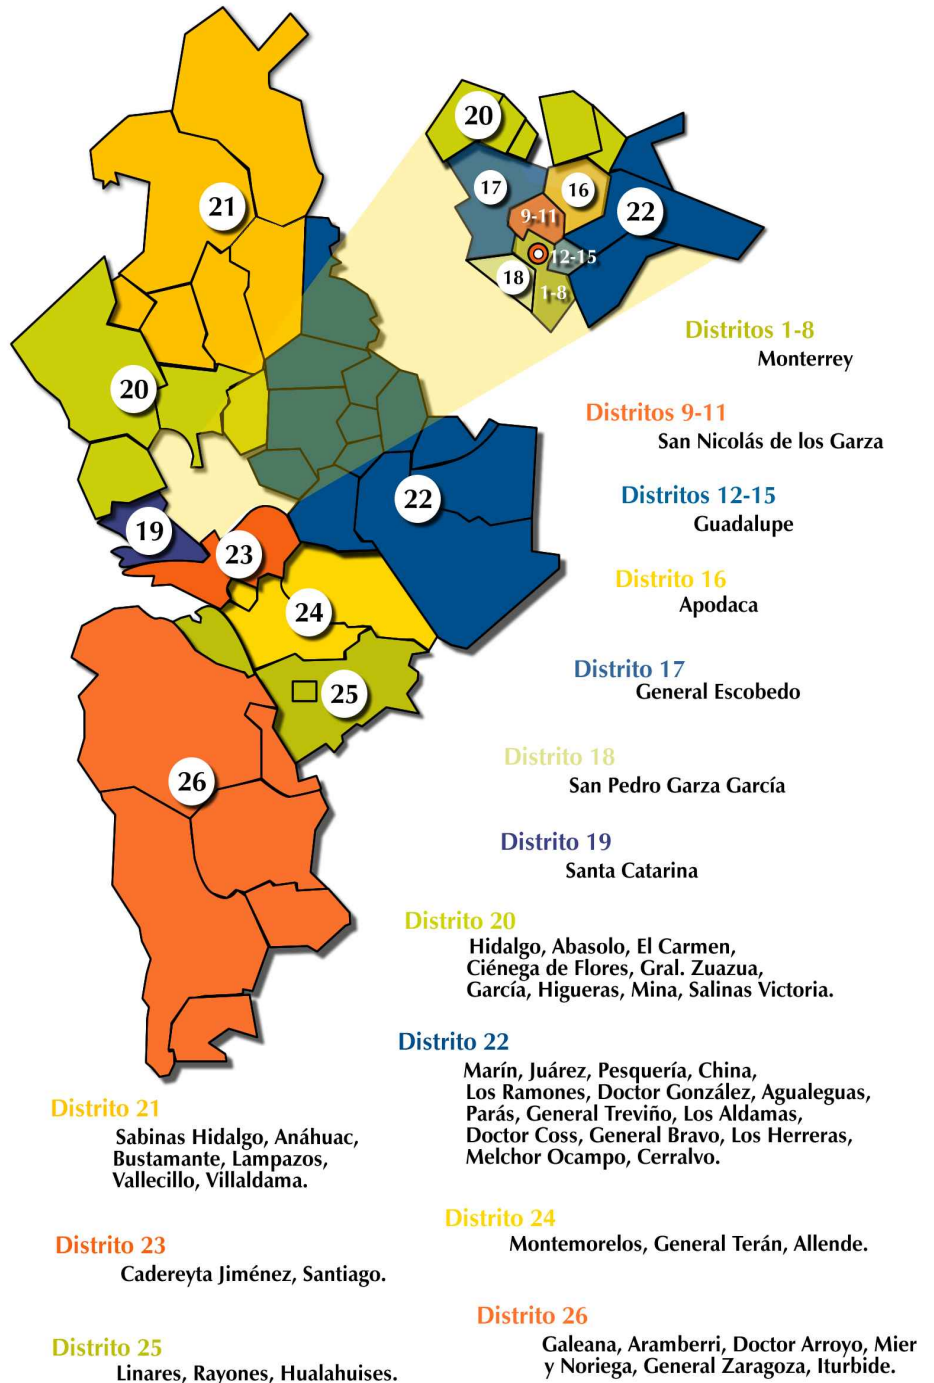 20
21
17
16
22
9-11
12-15
18
1-8
20
22
19
23
24
25
26
Distritos 1-8
Monterrey
Distritos 9-11
San Nicolás de los Garza
Distritos 12-15
Guadalupe
Distrito 16
Apodaca
Distrito 17
General Escobedo
Distrito 18
San Pedro Garza García
Distrito 19
Santa Catarina
Distrito 20
Hidalgo, Abasolo, El Carmen,
Ciénega de Flores, Gral. Zuazua,
García, Higueras, Mina, Salinas Victoria.
Distrito 22
Marín, Juárez, Pesquería, China,
Los Ramones, Doctor González, Agualeguas,
Parás, General Treviño, Los Aldamas,
Doctor Coss, General Bravo, Los Herreras,
Melchor Ocampo, Cerralvo.
Distrito 21
Sabinas Hidalgo, Anáhuac,
Bustamante, Lampazos,
Vallecillo, Villaldama.
Distrito 24
Montemorelos, General Terán, Allende.
Distrito 23
Cadereyta Jiménez, Santiago.
Distrito 26
Galeana, Aramberri, Doctor Arroyo, Mier
y Noriega, General Zaragoza, Iturbide.
Distrito 25
Linares, Rayones, Hualahuises.